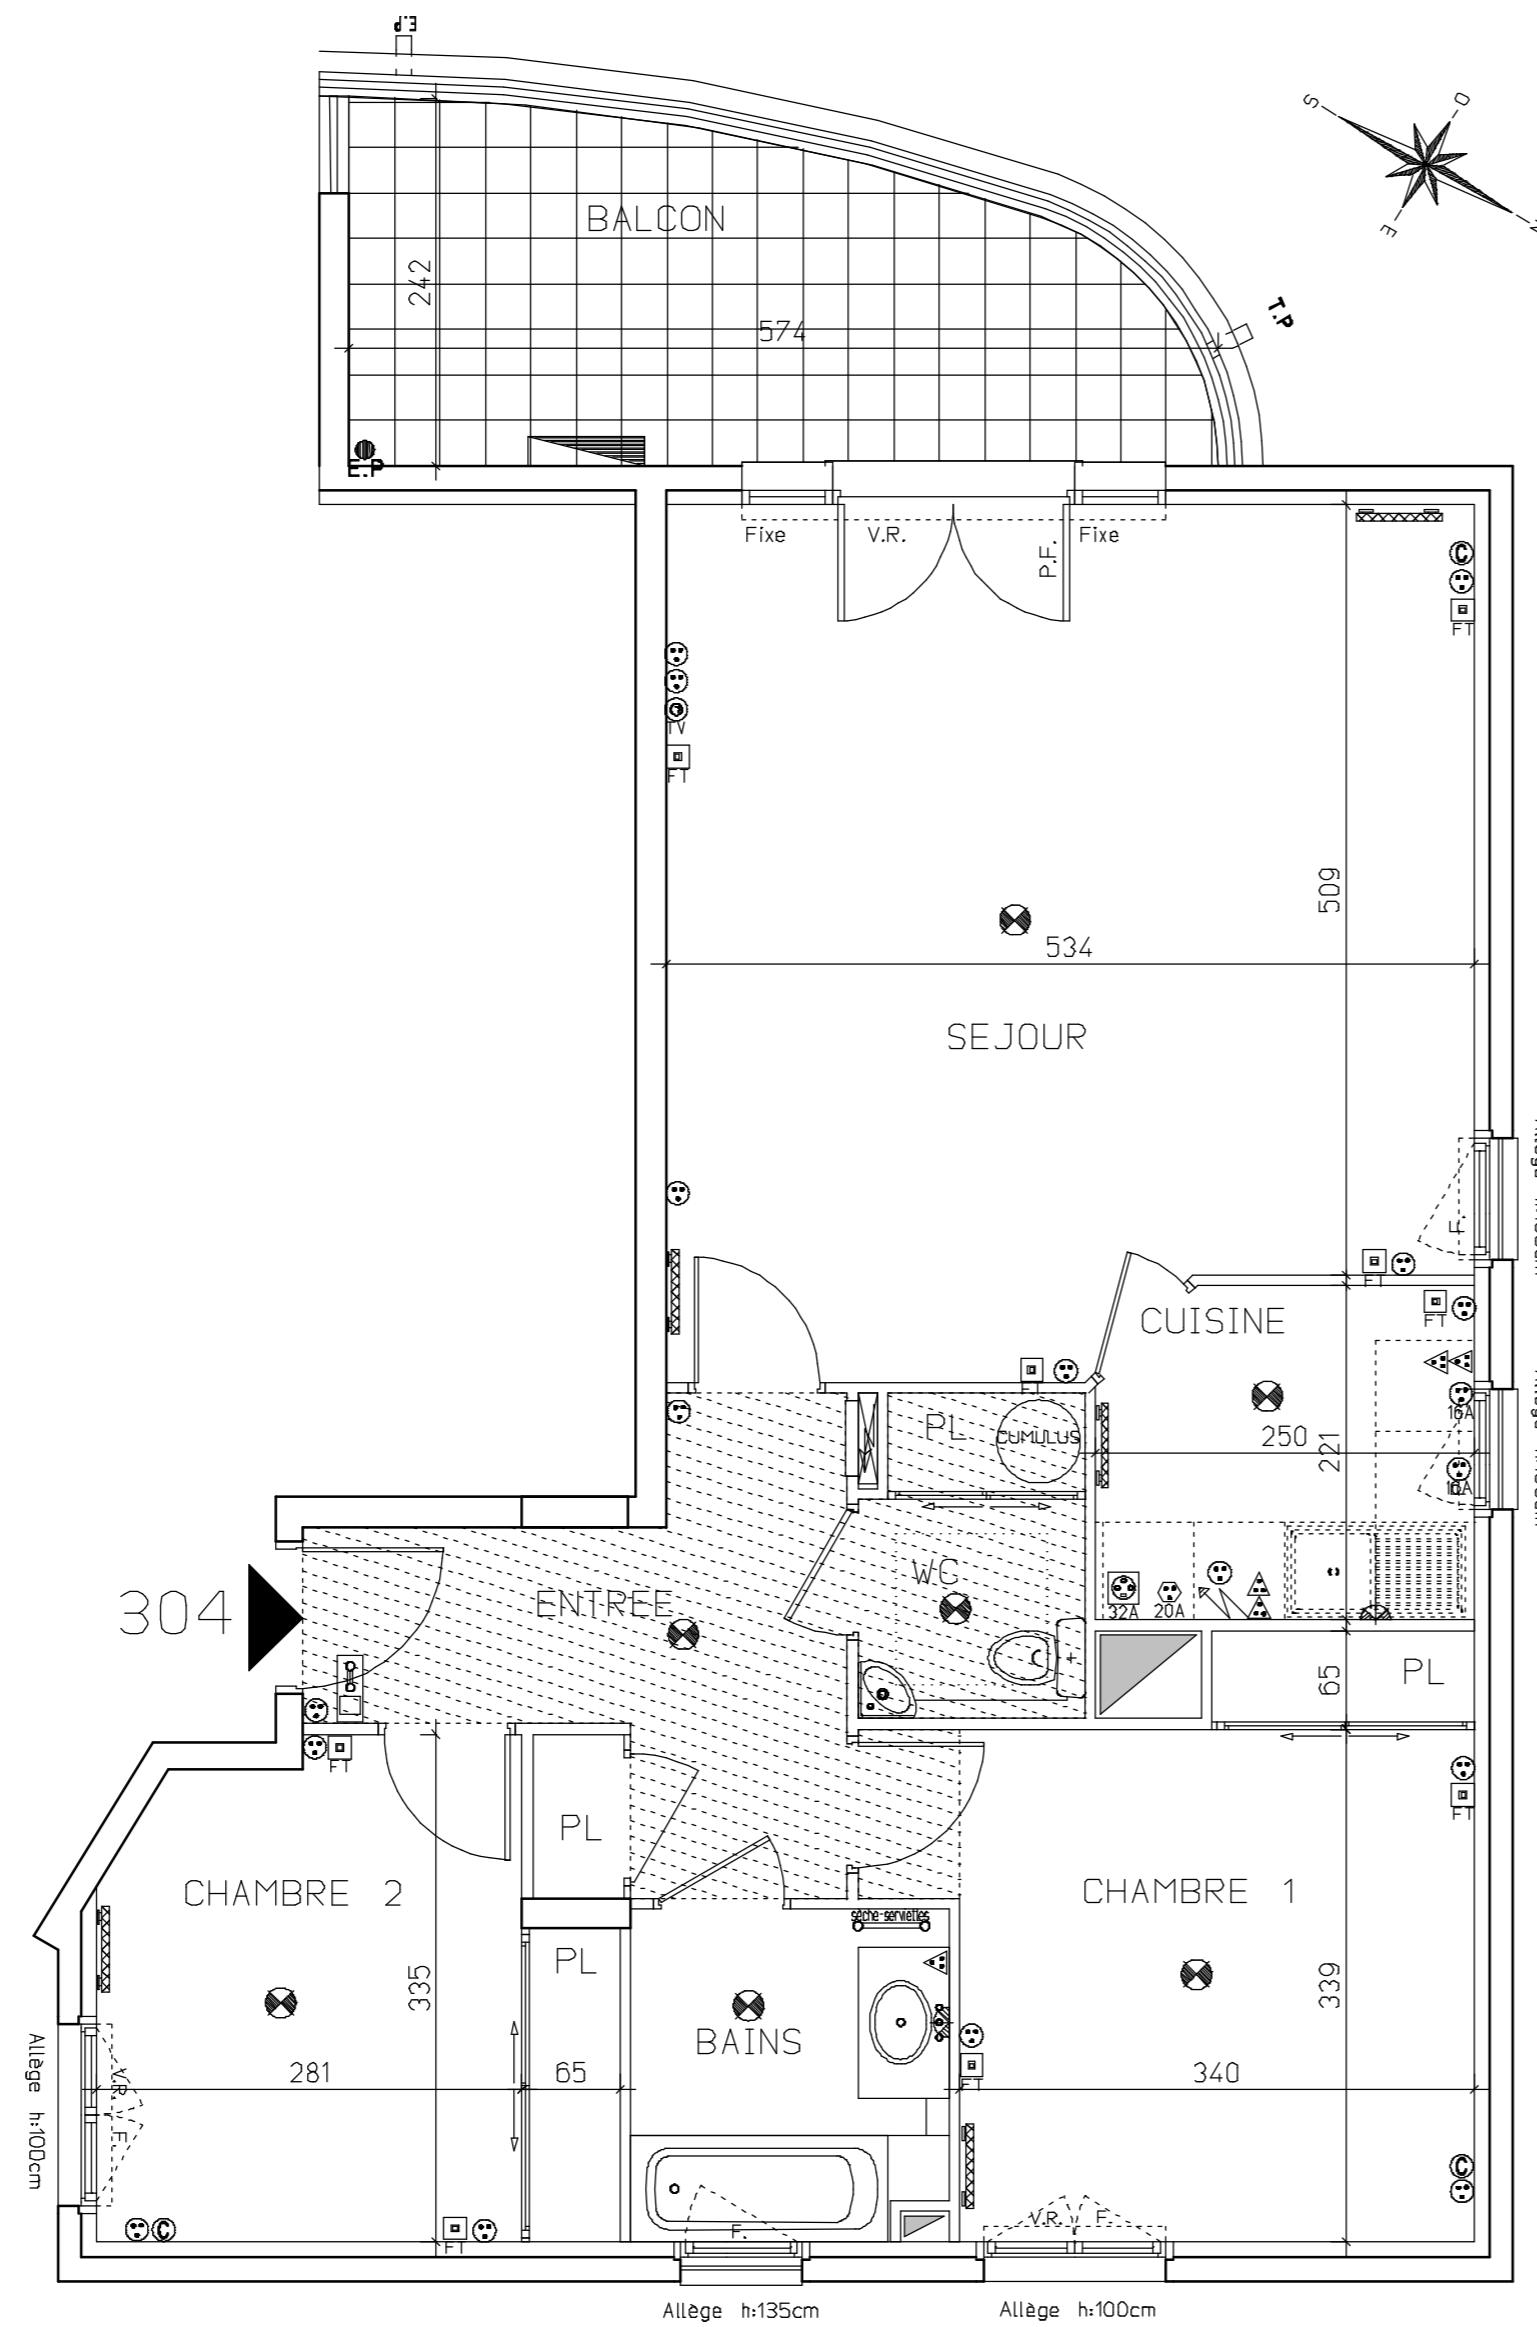 E.P
S
O
BALCON
242
574
E
N
T.P
E.P
Fixe
V.R.
P.F.
Fixe
C
FT
TV
FT
509
534
SEJOUR
F.
FT
CUISINE
FT
FT
PL
CUMULUS
16A
250
221
16A
WC
ENTREE
304
32A
20A
65
PL
FT
PL
FT
CHAMBRE 2
CHAMBRE 1
sèche-serviettes
PL
335
339
BAINS
281
65
340
FT
V.R.
F.
Allège h:100cm
C
C
FT
F.
V.R.
F.
Allège h:135cm
Allège h:100cm